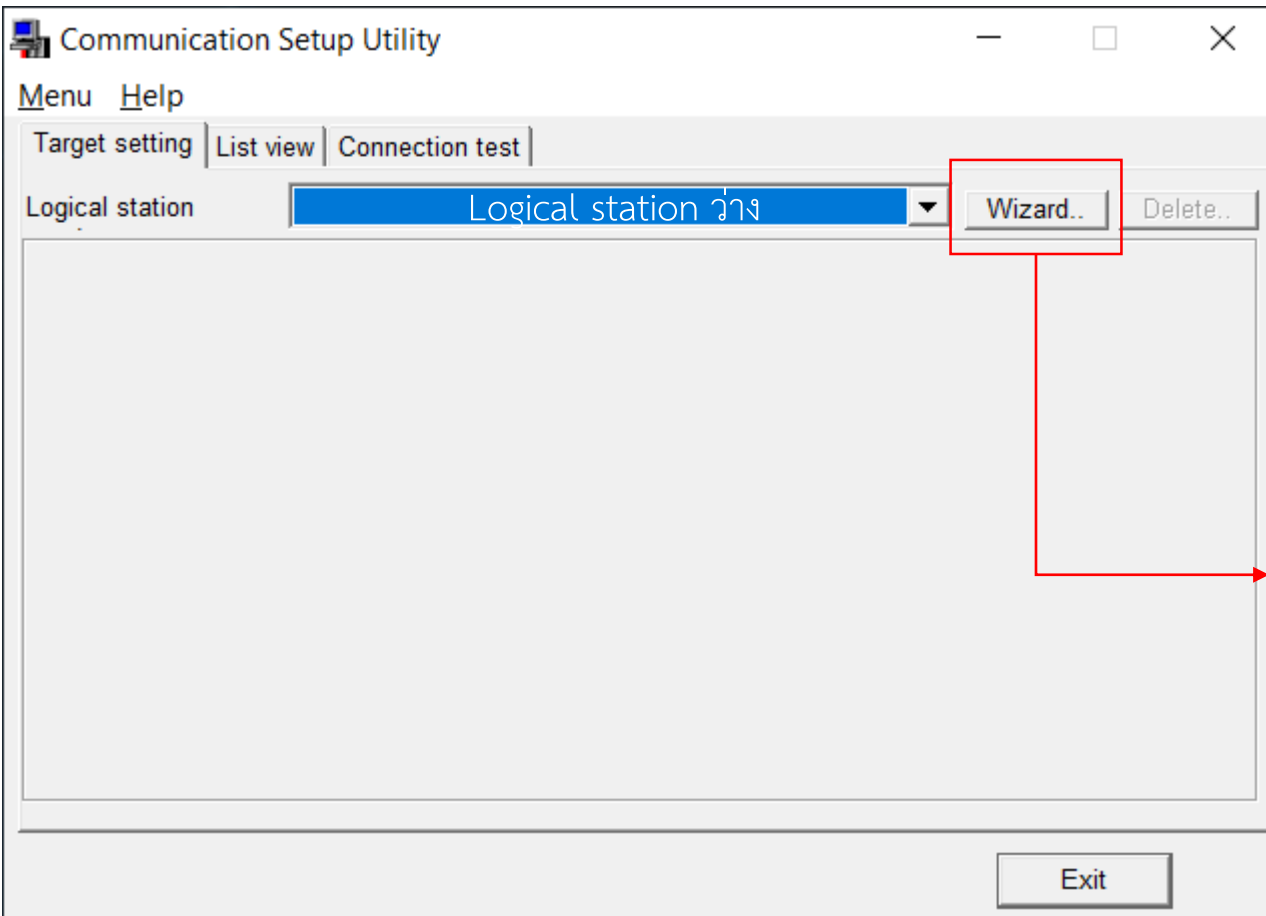 Communication Setup Utility
Menu Help
Target setting List view Connection test
Logical station Logical station ว่าง Wizard.. Delete..
Exit